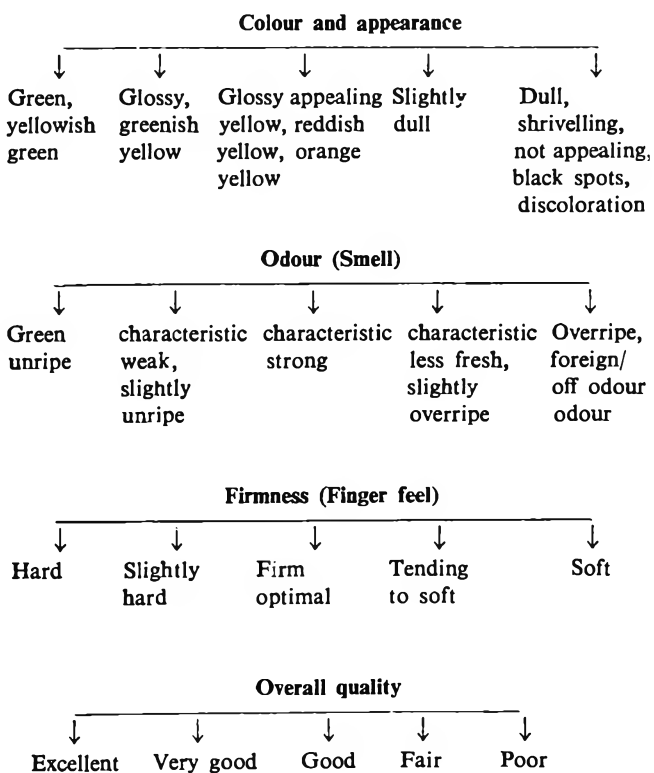 Colour and appearance
Green, Glossy, Glossy appealing Slightly Dull,
yellowish greenish yellow, reddish dull shrivelling,
green yellow yellow, orange not appealing,
yellow black spots,
discoloration
Odour (Smell)
Green characteristic characteristic characteristic Overripe,
unripe weak, strong less fresh, foreign/
slightly slightly off odour
unripe overripe odour
Firmness (Finger feel)
Hard Slightly Firm Tending Soft
hard optimal to soft
Overall quality
Excellent Very good Good Fair Poor